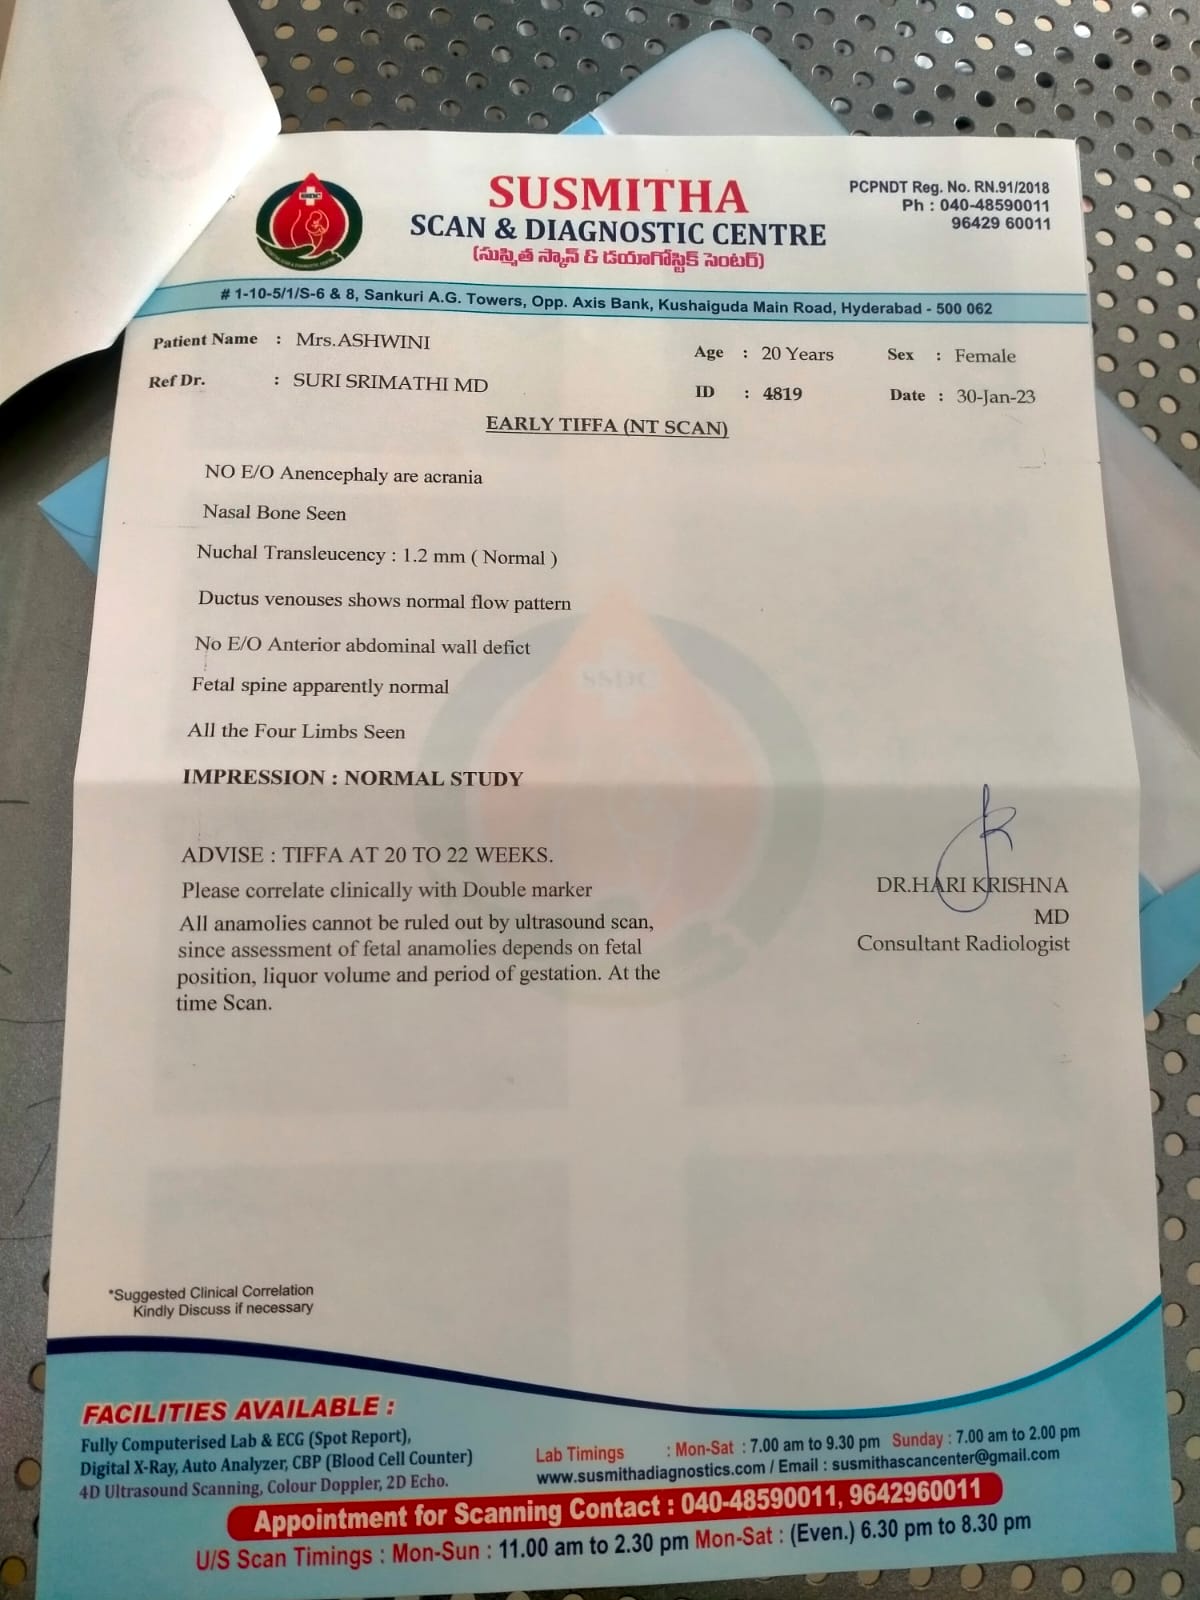 SSDC
SUSMITHA
SCAN & DIAGNOSTIC CENTRE
(సుస్మిత స్కాన్ & డయాగ్నోస్టిక్ సెంటర్)
PCPNDT Reg. No. RN.91/2018
Ph : 040-48590011
96429 60011
# 1-10-5/1/S-6 & 8, Sankuri A.G. Towers, Opp. Axis Bank, Kushaiguda Main Road, Hyderabad - 500 062
Patient Name : Mrs.ASHWINI Age : 20 Years Sex : Female
Ref Dr. : SURI SRIMATHI MD ID : 4819 Date : 30-Jan-23
EARLY TIFFA (NT SCAN)
NO E/O Anencephaly are acrania
Nasal Bone Seen
Nuchal Transleucency : 1.2 mm ( Normal )
Ductus venouses shows normal flow pattern
No E/O Anterior abdominal wall defict
SSDC
Fetal spine apparently normal
All the Four Limbs Seen
IMPRESSION : NORMAL STUDY
ADVISE : TIFFA AT 20 TO 22 WEEKS.
Please correlate clinically with Double marker
All anamolies cannot be ruled out by ultrasound scan,
since assessment of fetal anamolies depends on fetal
position, liquor volume and period of gestation. At the
time Scan.
DR.HARI KRISHNA
MD
Consultant Radiologist
*Suggested Clinical Correlation
Kindly Discuss if necessary
FACILITIES AVAILABLE :
Fully Computerised Lab & ECG (Spot Report),
Digital X-Ray, Auto Analyzer, CBP (Blood Cell Counter)
4D Ultrasound Scanning, Colour Doppler, 2D Echo.
Lab Timings : Mon-Sat : 7.00 am to 9.30 pm Sunday : 7.00 am to 2.00 pm
www.susmithadiagnostics.com / Email : susmithascancenter@gmail.com
Appointment for Scanning Contact : 040-48590011, 9642960011
U/S Scan Timings : Mon-Sun : 11.00 am to 2.30 pm Mon-Sat : (Even.) 6.30 pm to 8.30 pm